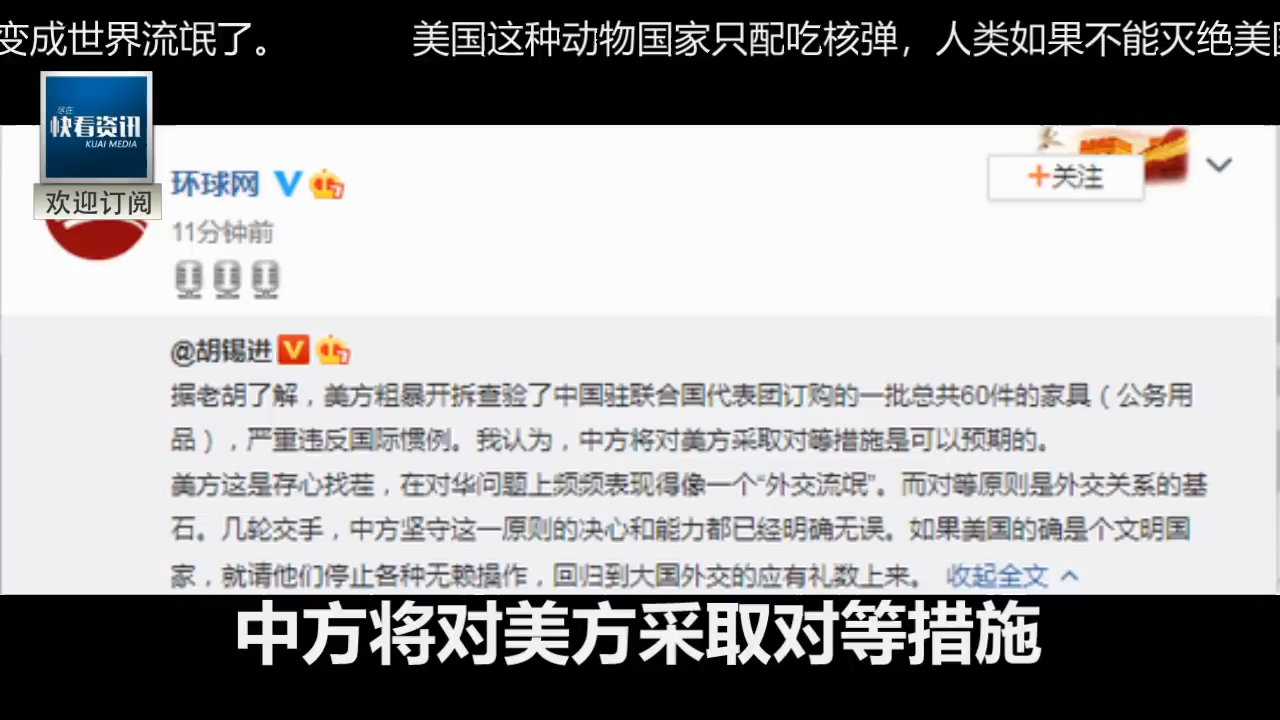 变成世界流氓了。 美国这种动物国家只配吃核弹，人类如果不能灭绝美国
尽在
快看资讯
KUAI MEDIA
欢迎订阅
环球网
+关注
11分钟前
@胡锡进
据老胡了解，美方粗暴开拆查验了中国驻联合国代表团订购的一批总共60件的家具（公务用
品），严重违反国际惯例。我认为，中方将对美方采取对等措施是可以预期的。
美方这是存心找茬，在对华问题上频频表现得像一个“外交流氓”。而对等原则是外交关系的基
石。几轮交手，中方坚守这一原则的决心和能力都已经明确无误。如果美国的确是个文明国
家，就请他们停止各种无赖操作，回归到大国外交的应有礼数上来。 收起全文
中方将对美方采取对等措施